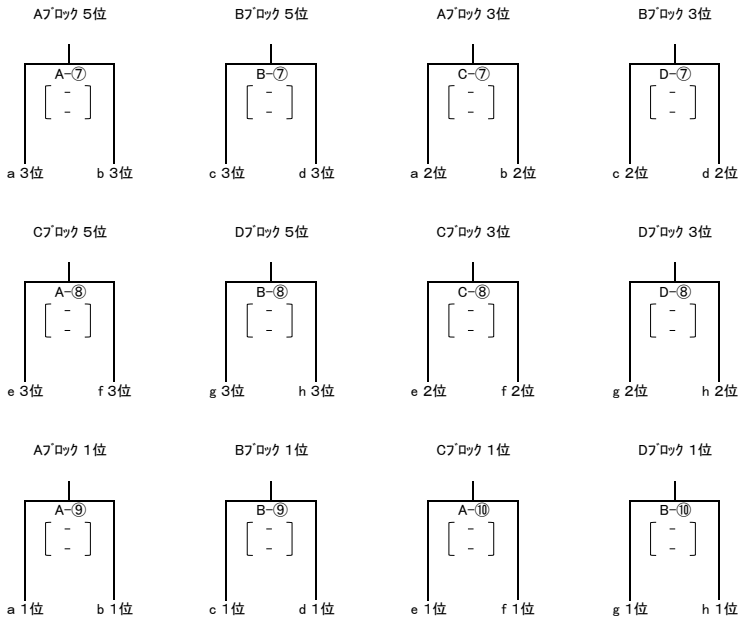 Aﾌﾞﾛｯｸ 5位 Bﾌﾞﾛｯｸ 5位 Aﾌﾞﾛｯｸ 3位 Bﾌﾞﾛｯｸ 3位
A-⑦ B-⑦ C-⑦ D-⑦
- - - -
- - - -
a 3位 b 3位 c 3位 d 3位 a 2位 b 2位 c 2位 d 2位
Cﾌﾞﾛｯｸ 5位 Dﾌﾞﾛｯｸ 5位 Cﾌﾞﾛｯｸ 3位 Dﾌﾞﾛｯｸ 3位
A-⑧ B-⑧ C-⑧ D-⑧
- - - -
- - - -
e 3位 f 3位 g 3位 h 3位 e 2位 f 2位 g 2位 h 2位
Aﾌﾞﾛｯｸ 1位 Bﾌﾞﾛｯｸ 1位 Cﾌﾞﾛｯｸ 1位 Dﾌﾞﾛｯｸ 1位
A-⑨ B-⑨ A-⑩ B-⑩
- - - -
- - - -
a 1位 b 1位 c 1位 d 1位 e 1位 f 1位 g 1位 h 1位